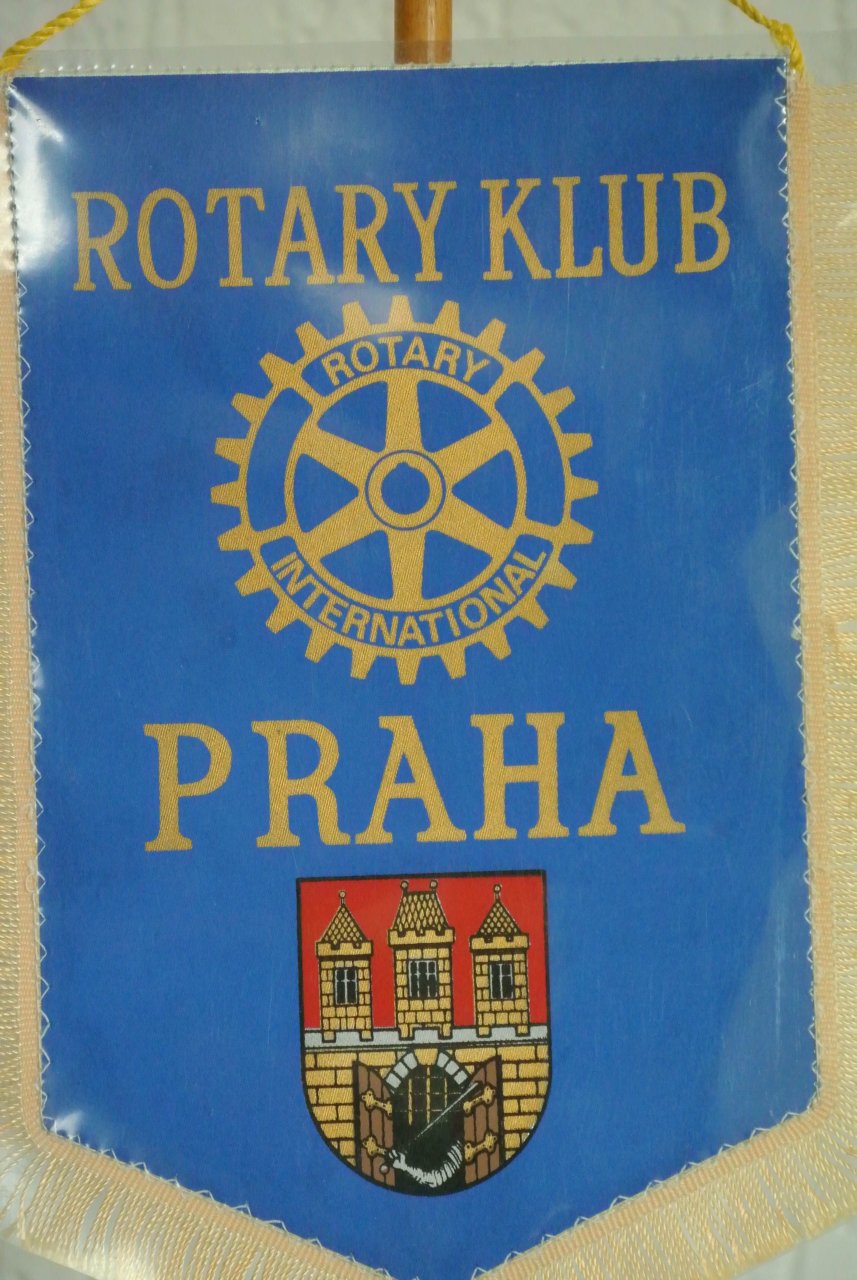 ROTARY KLUB
ROTARY
INTERNATIONAL
PRAHA